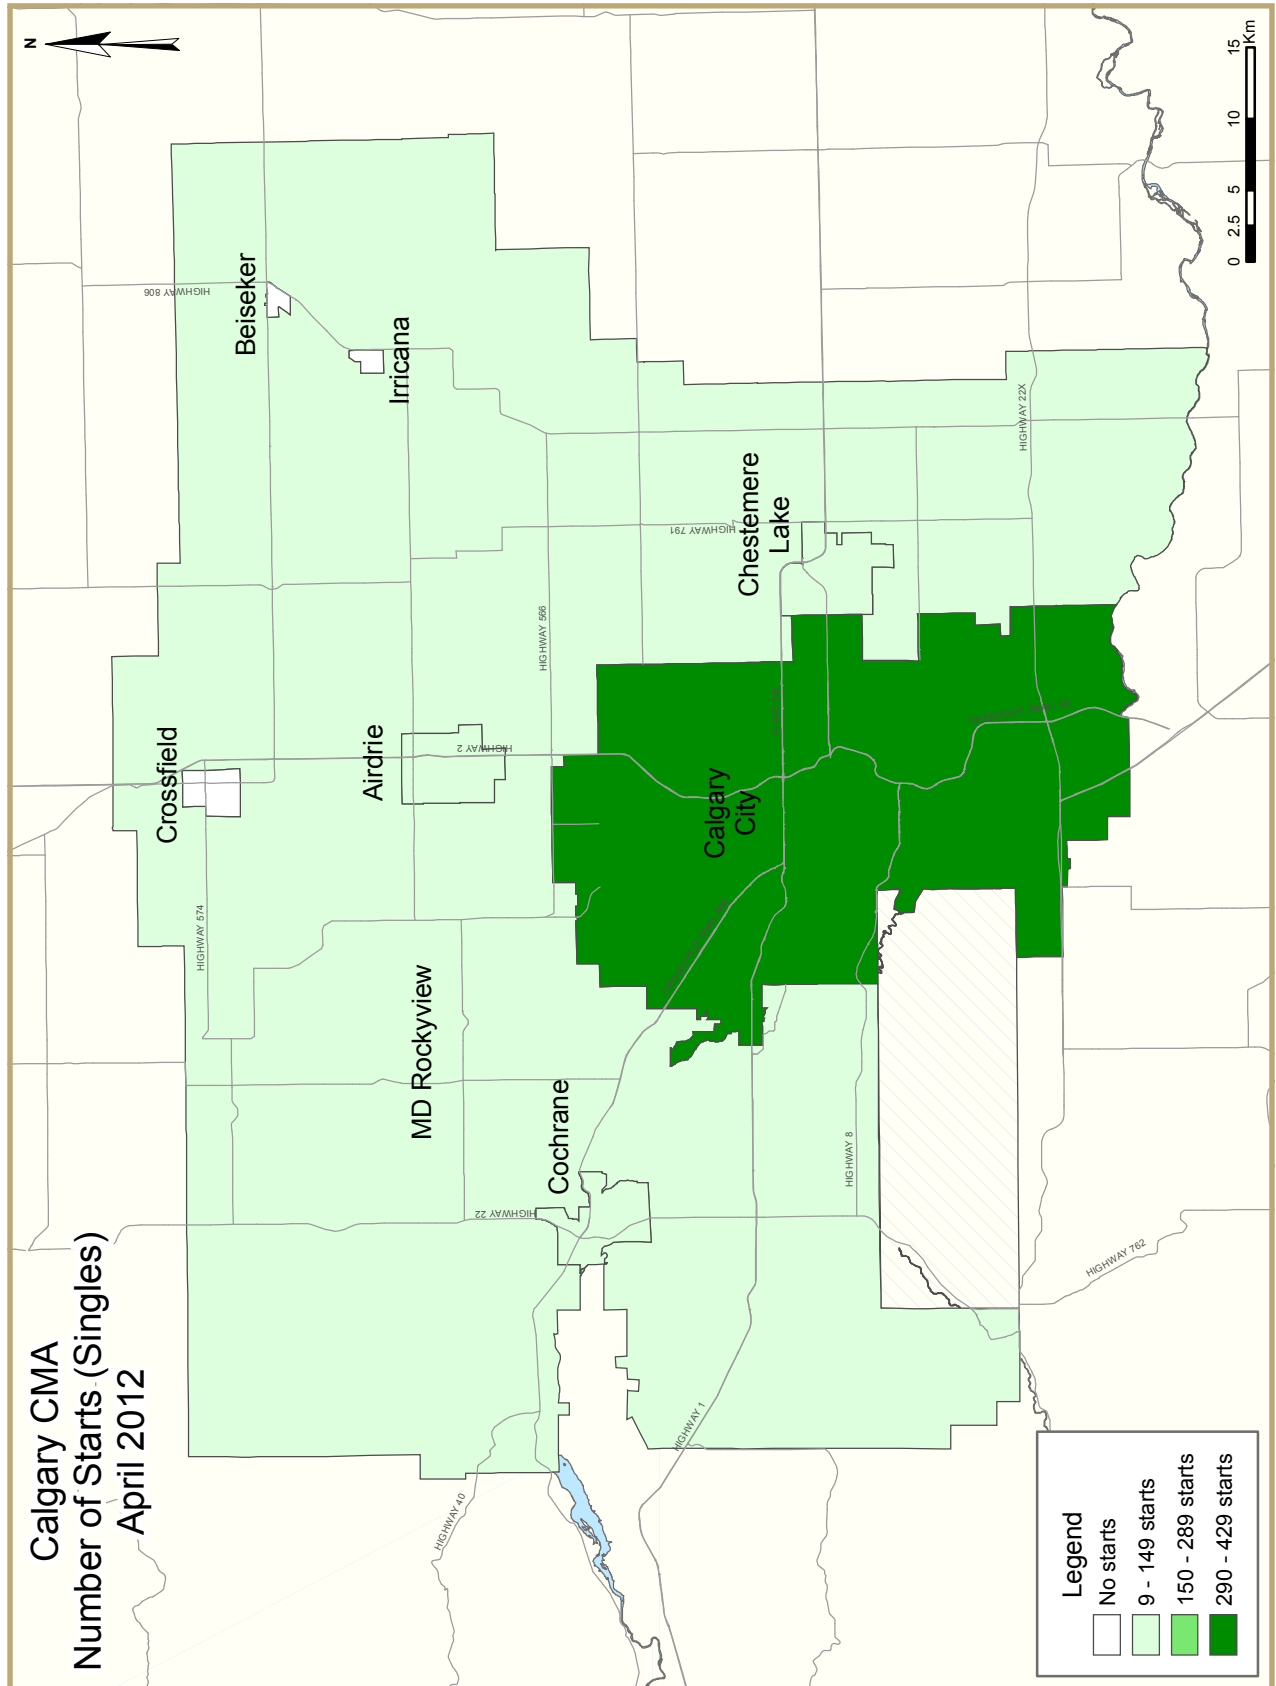 Calgary CMA
Number of Starts (Singles)
April 2012
N
Crossfield
Beiseker
Irricana
Airdrie
MD Rockyview
Cochrane
Calgary
City
Chestemere
Lake
HIGHWAY 806
HIGHWAY 574
HIGHWAY 2
HIGHWAY 566
HIGHWAY 791
HIGHWAY 22
HIGHWAY 40
HIGHWAY 1
HIGHWAY 8
HIGHWAY 22X
HIGHWAY 762
Legend
No starts
9 - 149 starts
150 - 289 starts
290 - 429 starts
0 2.5 5 10 15
Km